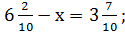 6 2/10 − x = 3 7/10 ;